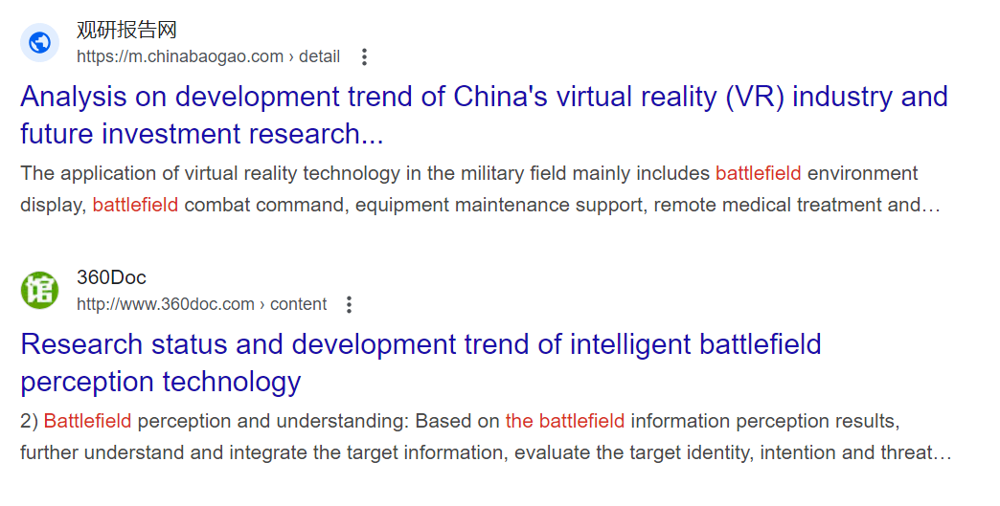 观研报告网
https://m.chinabaogao.com › detail
Analysis on development trend of China's virtual reality (VR) industry and
future investment research...
The application of virtual reality technology in the military field mainly includes battlefield environment
display, battlefield combat command, equipment maintenance support, remote medical treatment and…
馆
360Doc
http://www.360doc.com › content
Research status and development trend of intelligent battlefield
perception technology
2) Battlefield perception and understanding: Based on the battlefield information perception results,
further understand and integrate the target information, evaluate the target identity, intention and threat…